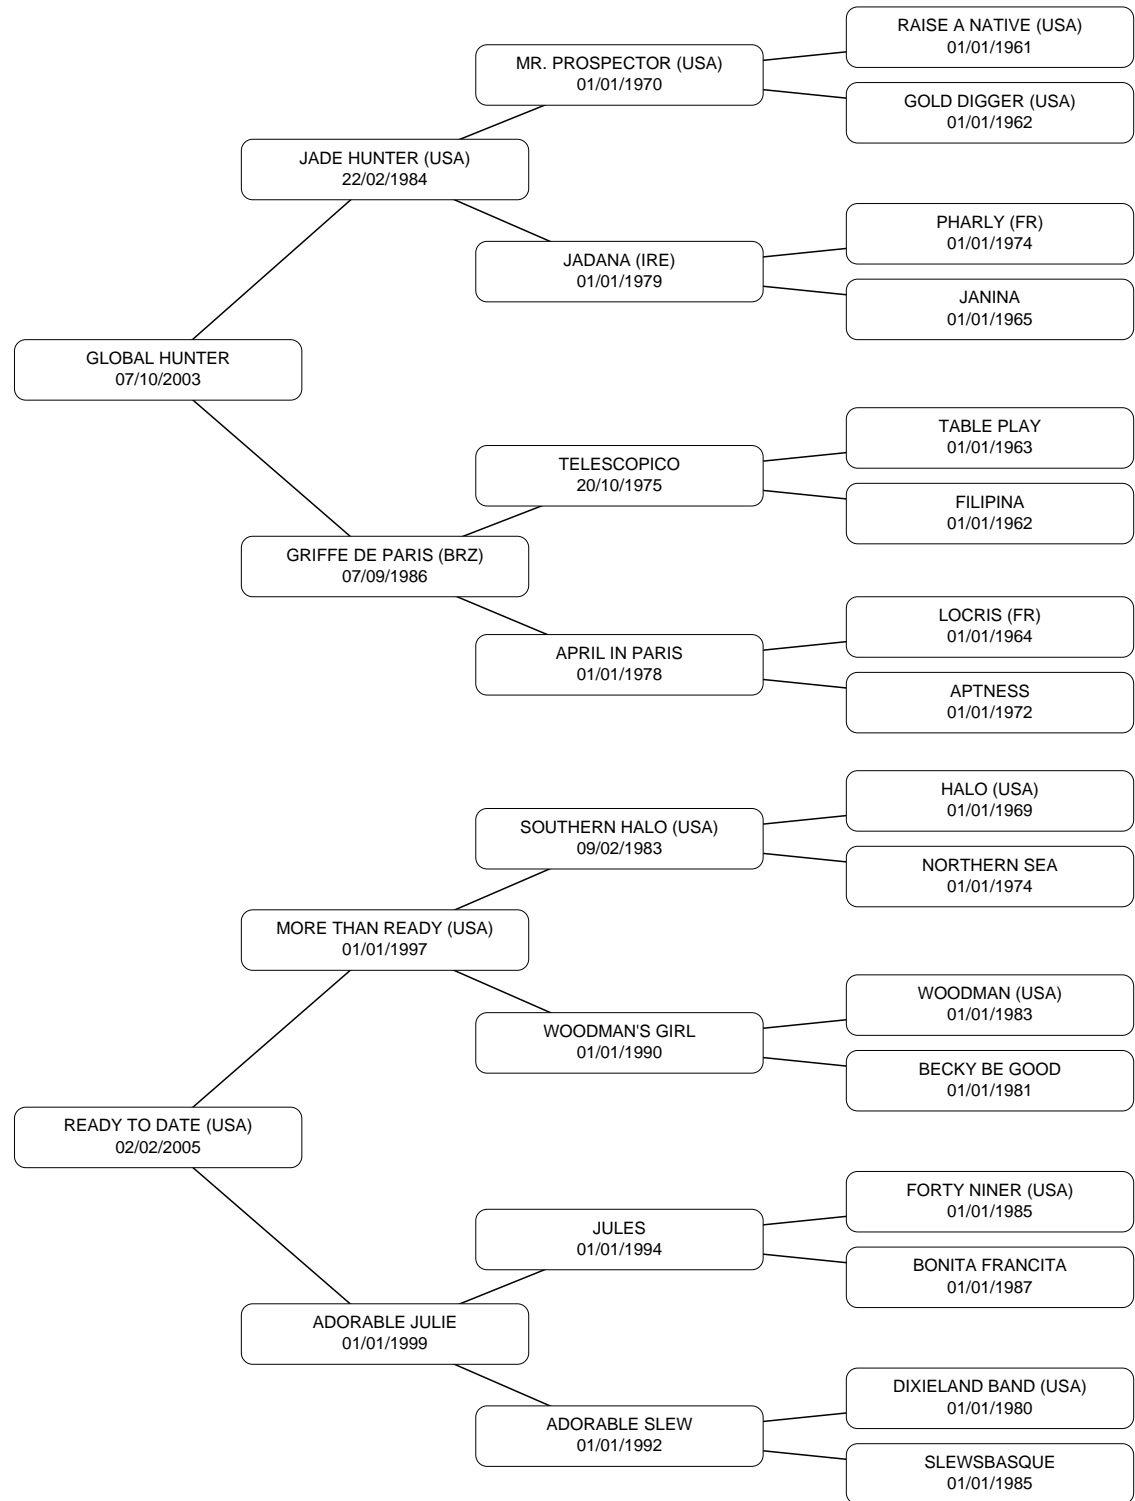 RAISE A NATIVE (USA)
01/01/1961
MR. PROSPECTOR (USA)
01/01/1970
GOLD DIGGER (USA)
01/01/1962
JADE HUNTER (USA)
22/02/1984
PHARLY (FR)
01/01/1974
JADANA (IRE)
01/01/1979
JANINA
01/01/1965
GLOBAL HUNTER
07/10/2003
TABLE PLAY
01/01/1963
TELESCOPICO
20/10/1975
FILIPINA
01/01/1962
GRIFFE DE PARIS (BRZ)
07/09/1986
LOCRIS (FR)
01/01/1964
APRIL IN PARIS
01/01/1978
APTNESS
01/01/1972
HALO (USA)
01/01/1969
SOUTHERN HALO (USA)
09/02/1983
NORTHERN SEA
01/01/1974
MORE THAN READY (USA)
01/01/1997
WOODMAN (USA)
01/01/1983
WOODMAN'S GIRL
01/01/1990
BECKY BE GOOD
01/01/1981
READY TO DATE (USA)
02/02/2005
FORTY NINER (USA)
01/01/1985
JULES
01/01/1994
BONITA FRANCITA
01/01/1987
ADORABLE JULIE
01/01/1999
DIXIELAND BAND (USA)
01/01/1980
ADORABLE SLEW
01/01/1992
SLEWSBASQUE
01/01/1985